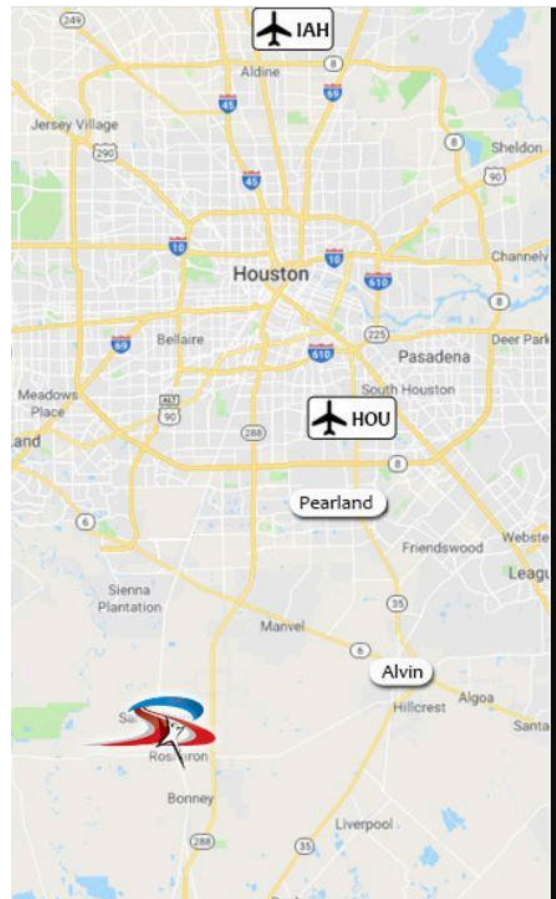 249
IAH
Aldine
8
45
69
Jersey Village
290
8
Sheldon
45
90
10
10
Channelv
Houston
610
8
69
Bellaire
610
225
Deer Park
Pasadena
Meadows
Place
ALT
90
South Houston
HOU
288
and
8
Pearland
6
Friendswood
Webste
Leagu
Sienna
Plantation
35
Manvel
6
Alvin
Algoa
Hillcrest
Santa
Bonney
Liverpool
288
35